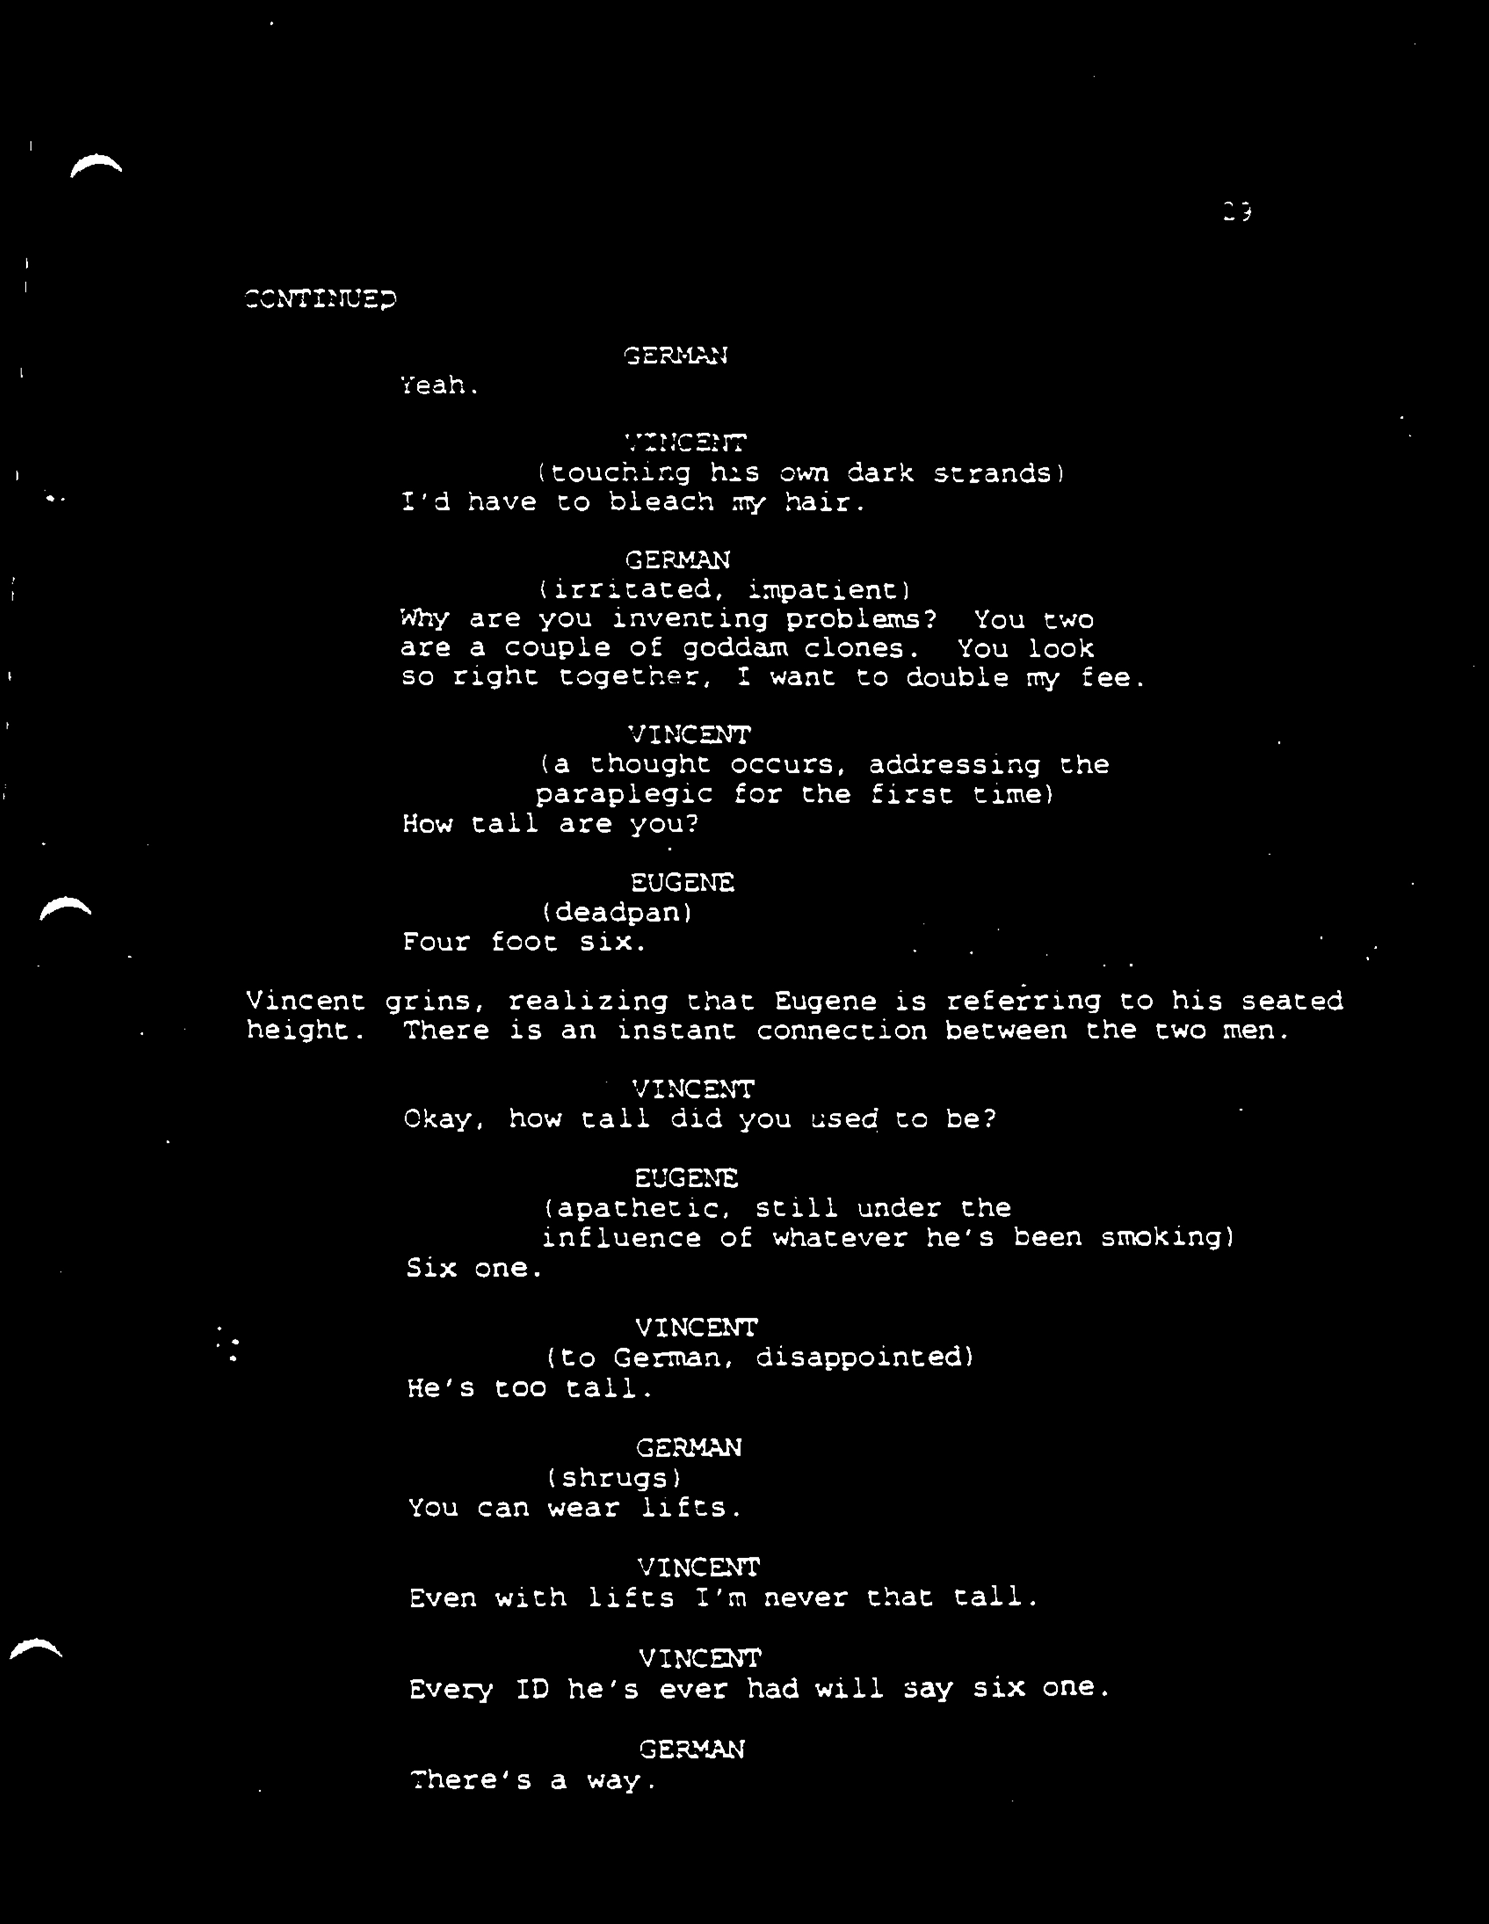 29
CONTINUED
GERMAN
Yeah.
VINCENT
(touching his own dark strands)
I'd have to bleach my hair.
GERMAN
(irritated, impatient)
Why are you inventing problems? You two
are a couple of goddam clones. You look
so right together, I want to double my fee.
VINCENT
(a thought occurs, addressing the
paraplegic for the first time)
How tall are you?
EUGENE
(deadpan)
Four foot six.
Vincent grins, realizing that Eugene is referring to his seated
height. There is an instant connection between the two men.
VINCENT
Okay, how tall did you used to be?
EUGENE
(apathetic, still under the
influence of whatever he's been smoking)
Six one.
VINCENT
(to German, disappointed)
He's too tall.
GERMAN
(shrugs)
You can wear lifts.
VINCENT
Even with lifts I'm never that tall.
VINCENT
Every ID he's ever had will say six one.
GERMAN
There's a way.